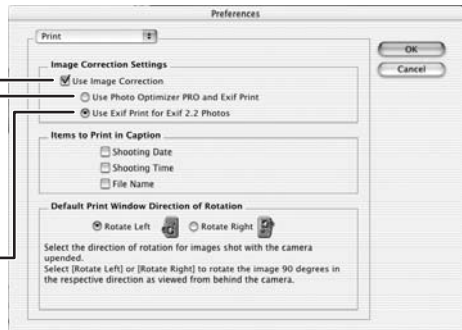 Preferences
Print
OK
Cancel
Image Correction Settings
Use Image Correction
Use Photo Optimizer PRO and Exif Print
Use Exif Print for Exif 2.2 Photos
Items to Print in Caption
Shooting Date
Shooting Time
File Name
Default Print Window Direction of Rotation
Rotate Left
Rotate Right
Select the direction of rotation for images shot with the camera
upended.
Select [Rotate Left] or [Rotate Right] to rotate the image 90 degrees in
the respective direction as viewed from behind the camera.